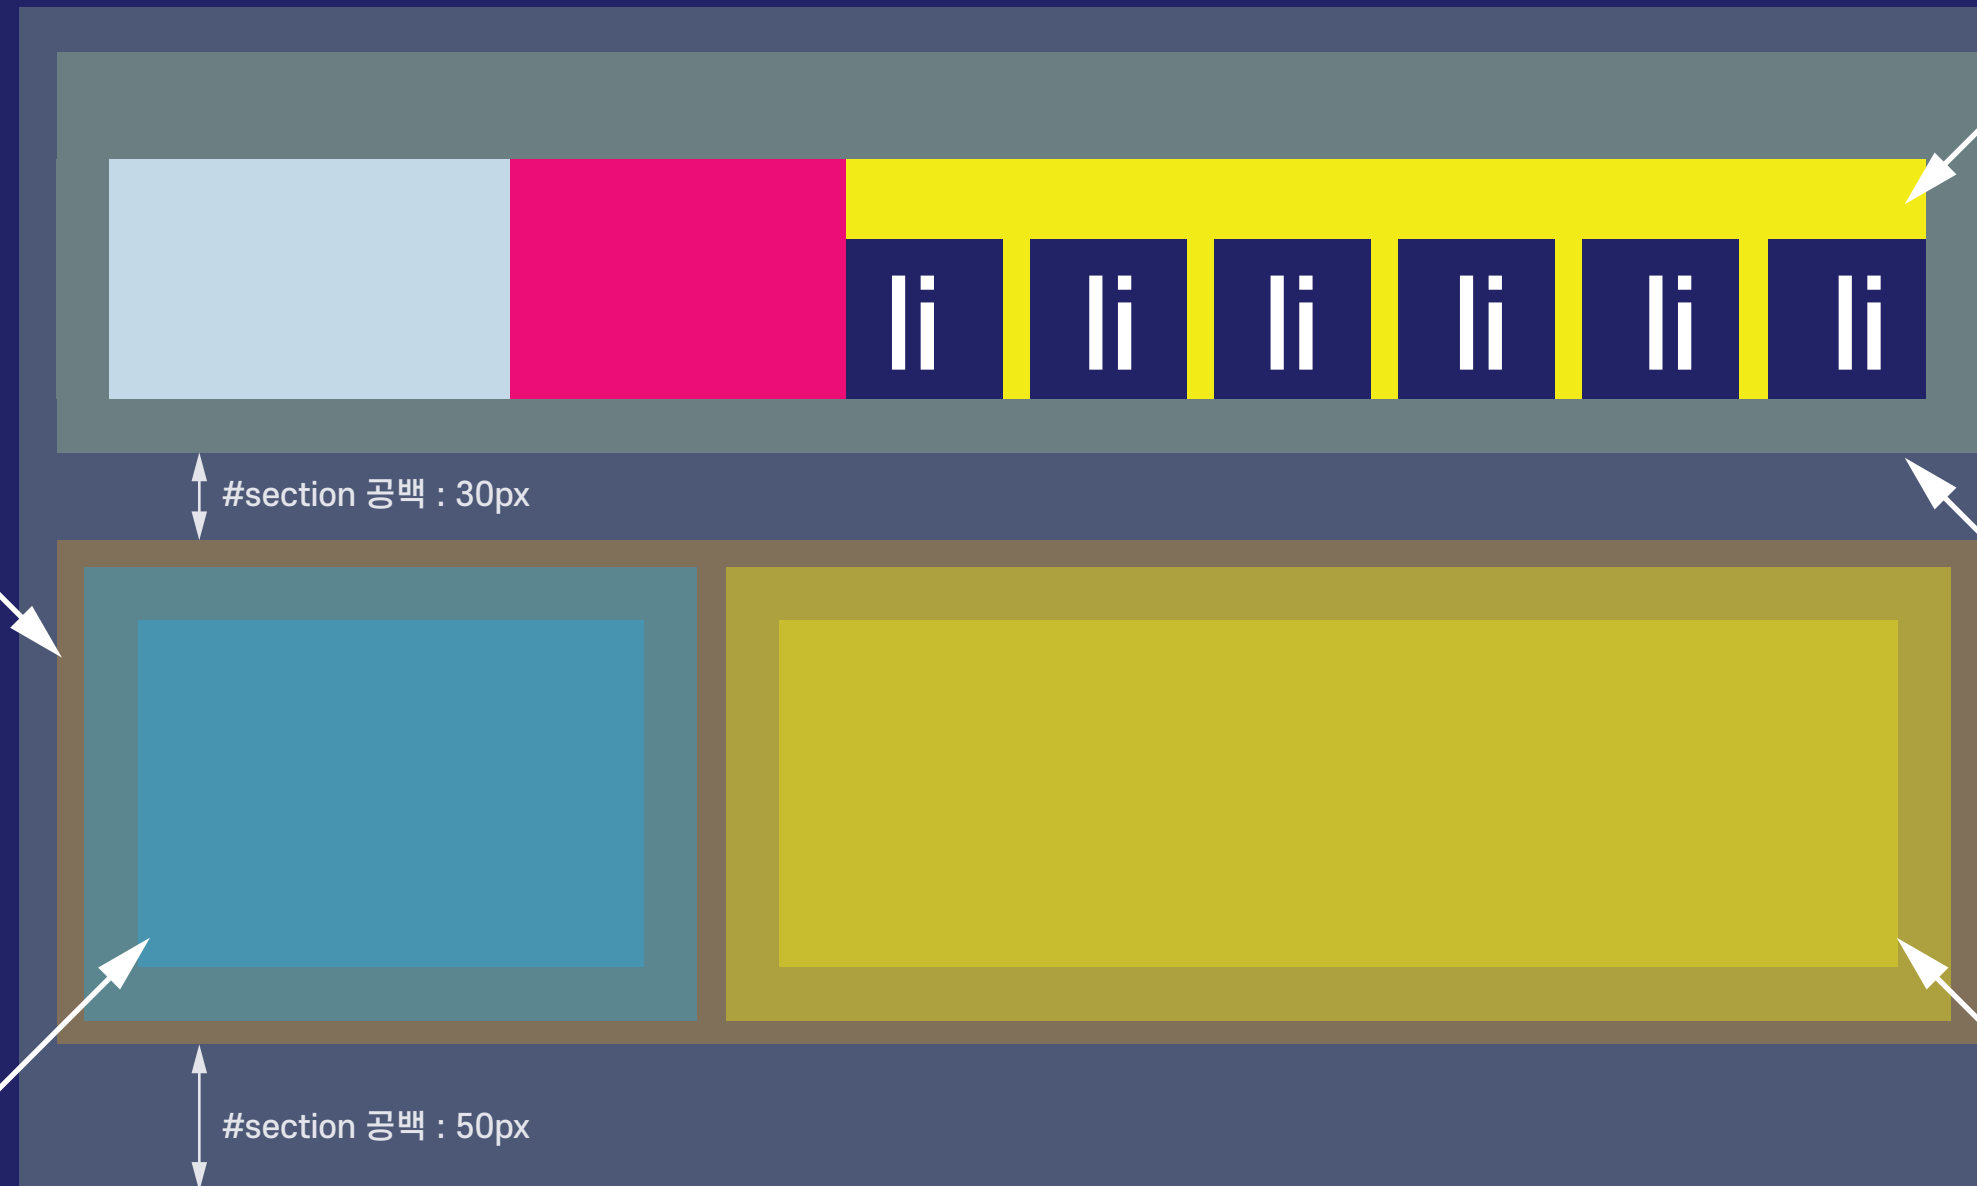 li li li li li li
#section 공백 : 30px
#section 공백 : 50px